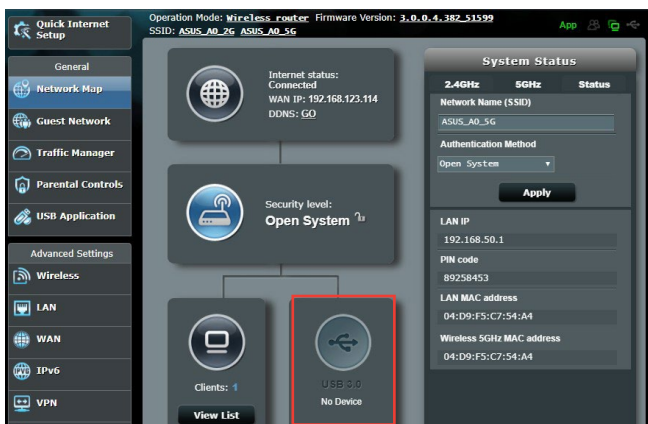 Quick Internet
Setup
Operation Mode: Wireless router Firmware Version: 3.0.0.4.382_51599
SSID: ASUS_A0_2G ASUS_A0_5G
App
General
Network Map
Guest Network
Traffic Manager
Parental Controls
USB Application
Advanced Settings
Wireless
LAN
WAN
IPv6
VPN
Internet status:
Connected
WAN IP: 192.168.123.114
DDNS: GO
Security level:
Open System
Clients: 1
View List
USB 3.0
No Device
System Status
2.4GHz 5GHz Status
Network Name (SSID)
ASUS_A0_5G
Authentication Method
Open System
Apply
LAN IP
192.168.50.1
PIN code
89258453
LAN MAC address
04:D9:F5:C7:54:A4
Wireless 5GHz MAC address
04:D9:F5:C7:54:A4